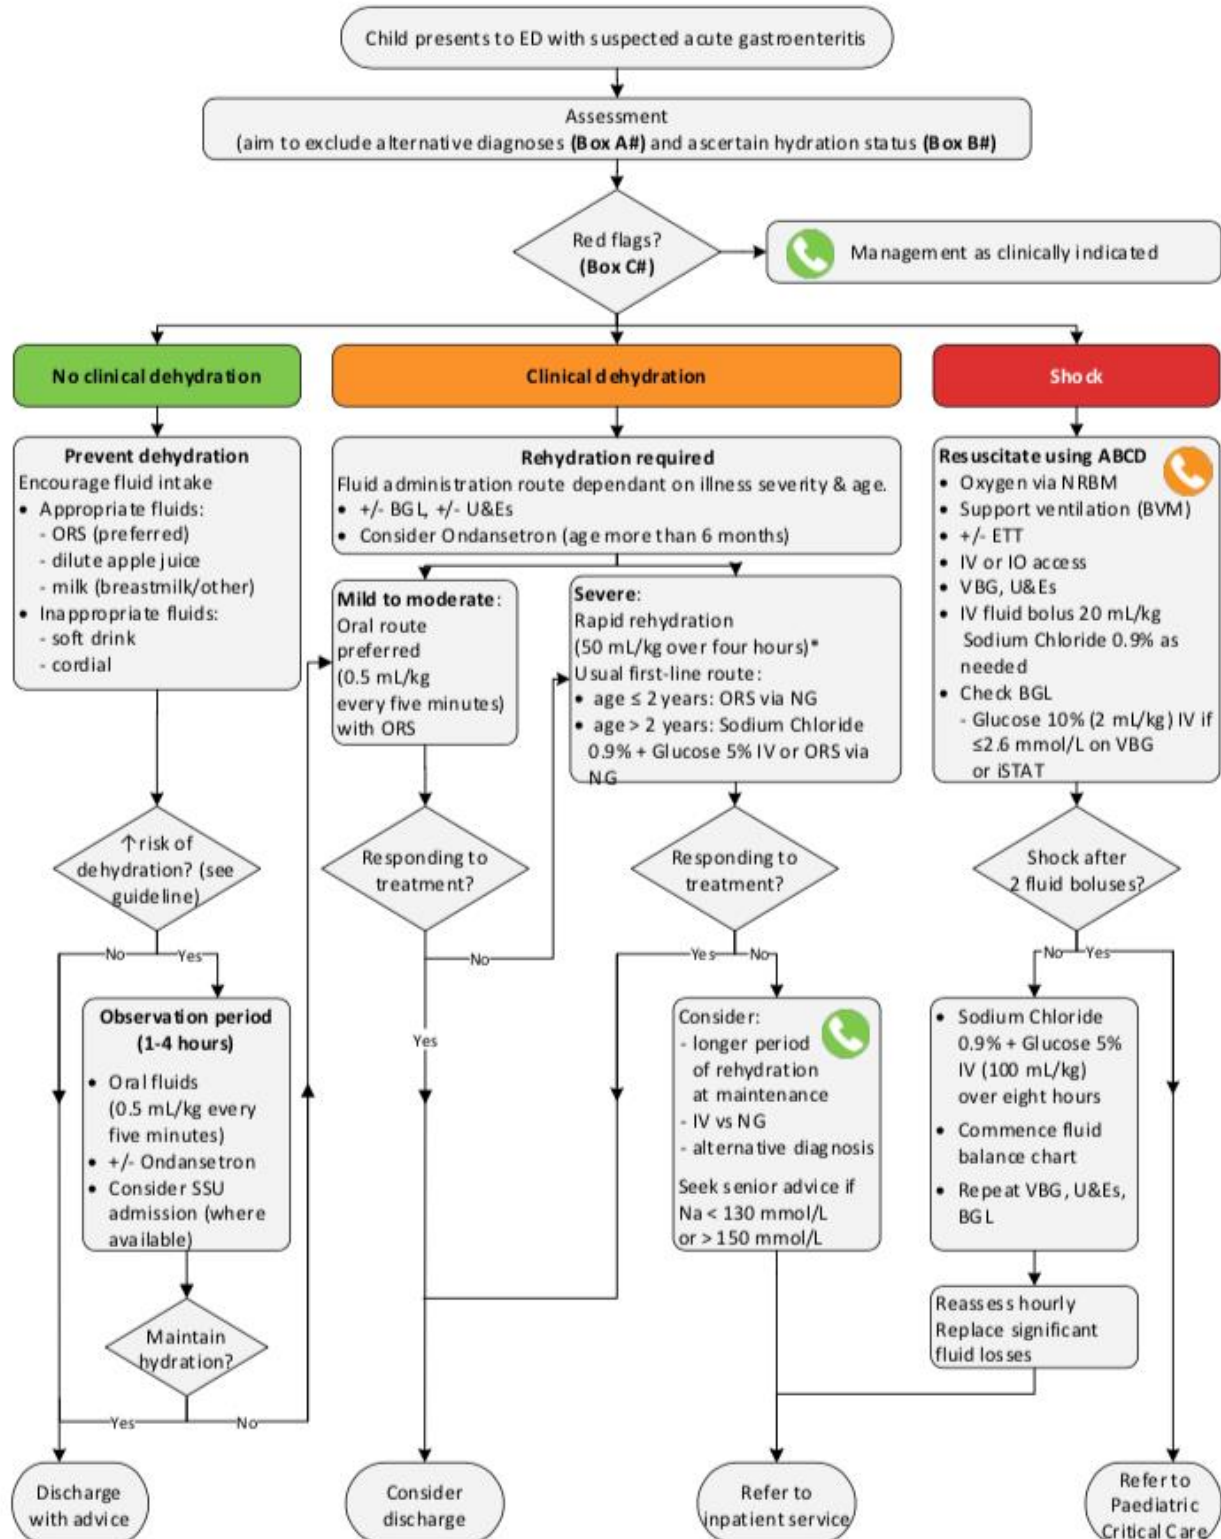 Child presents to ED with suspected acute gastroenteritis
Assessment
(aim to exclude alternative diagnoses (Box A#) and ascertain hydration status (Box B#)
Red flags?
(Box C#)
Management as clinically indicated
No clinical dehydration
Clinical dehydration
Shock
Prevent dehydration
Encourage fluid intake
• Appropriate fluids:
- ORS (preferred)
- dilute apple juice
- milk (breastmilk/other)
• Inappropriate fluids:
- soft drink
- cordial
Rehydration required
Fluid administration route dependant on illness severity & age.
• +/- BGL, +/- U&Es
• Consider Ondansetron (age more than 6 months)
Mild to moderate:
Oral route
preferred
(0.5 mL/kg
every five minutes)
with ORS
Severe:
Rapid rehydration
(50 mL/kg over four hours)*
Usual first-line route:
• age ≤ 2 years: ORS via NG
• age > 2 years: Sodium Chloride
0.9% + Glucose 5% IV or ORS via
NG
Resuscitate using ABCD
• Oxygen via NRBM
• Support ventilation (BVM)
• +/- ETT
• IV or IO access
• VBG, U&Es
• IV fluid bolus 20 mL/kg
Sodium Chloride 0.9% as
needed
• Check BGL
- Glucose 10% (2 mL/kg) IV if
≤2.6 mmol/L on VBG
or iSTAT
↑risk of
dehydration? (see
guideline)
No
Yes
Responding to
treatment?
No
Yes
Responding to
treatment?
Yes
No
Shock after
2 fluid boluses?
No
Yes
Observation period
(1-4 hours)
• Oral fluids
(0.5 mL/kg every
five minutes)
• +/- Ondansetron
• Consider SSU
admission (where
available)
Consider:
- longer period
of rehydration
at maintenance
- IV vs NG
- alternative diagnosis
Seek senior advice if
Na < 130 mmol/L
or > 150 mmol/L
• Sodium Chloride
0.9% + Glucose 5%
IV (100 mL/kg)
over eight hours
• Commence fluid
balance chart
• Repeat VBG, U&Es,
BGL
Reassess hourly
Replace significant
fluid losses
Maintain
hydration?
Yes
No
Discharge
with advice
Consider
discharge
Refer to
inpatient service
Refer to
Paediatric
Critical Care